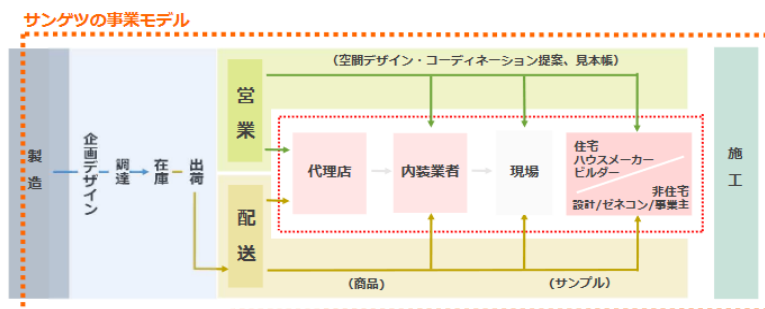 サンゲツの事業モデル
(空間デザイン・コーディネーション提案、見本帳)
製造
企画デザイン
調達
在庫
出荷
営業
配送
代理店
内装業者
現場
住宅
ハウスメーカー
ビルダー
非住宅
設計/ゼネコン/事業主
施工
(商品)
(サンプル)